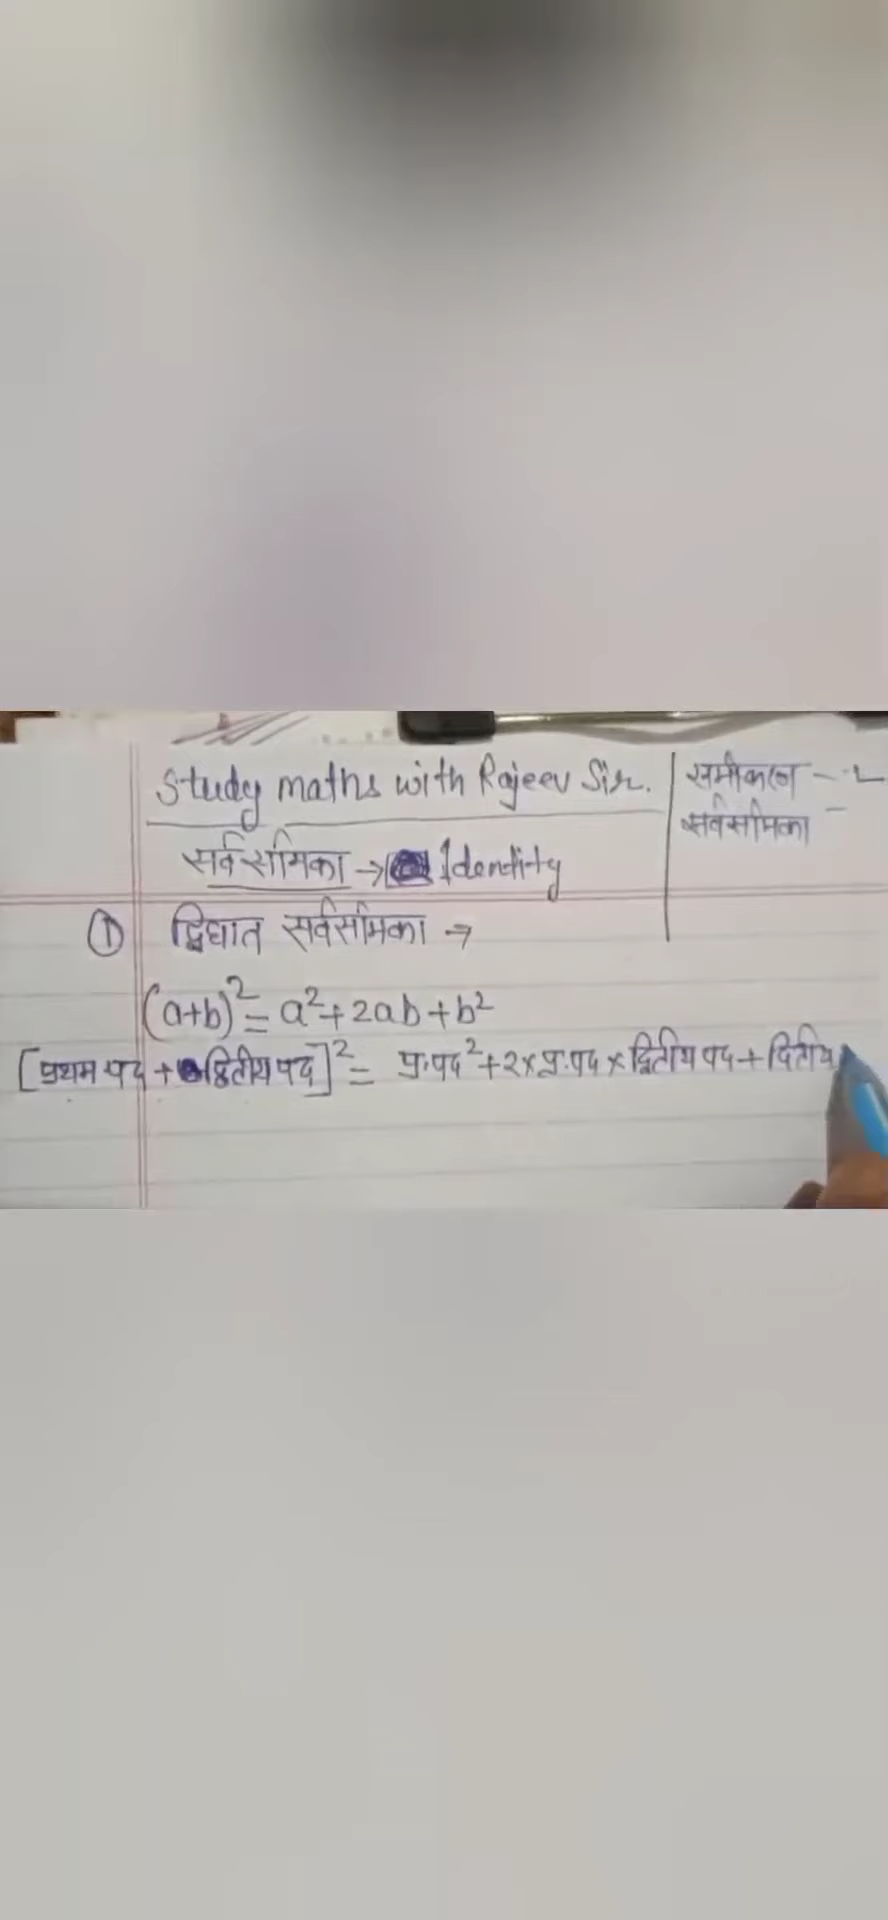 Study maths with Rajeev Sir.
समीकरण -
सर्वसमिका -
सर्वसमिका → Identity
① द्विघात सर्वसमिका →
(a+b)² = a² + 2ab + b²
[प्रथम पद + द्वितीय पद]² = प्र.पद² + 2 × प्र.पद × द्वितीय पद + द्वितीय